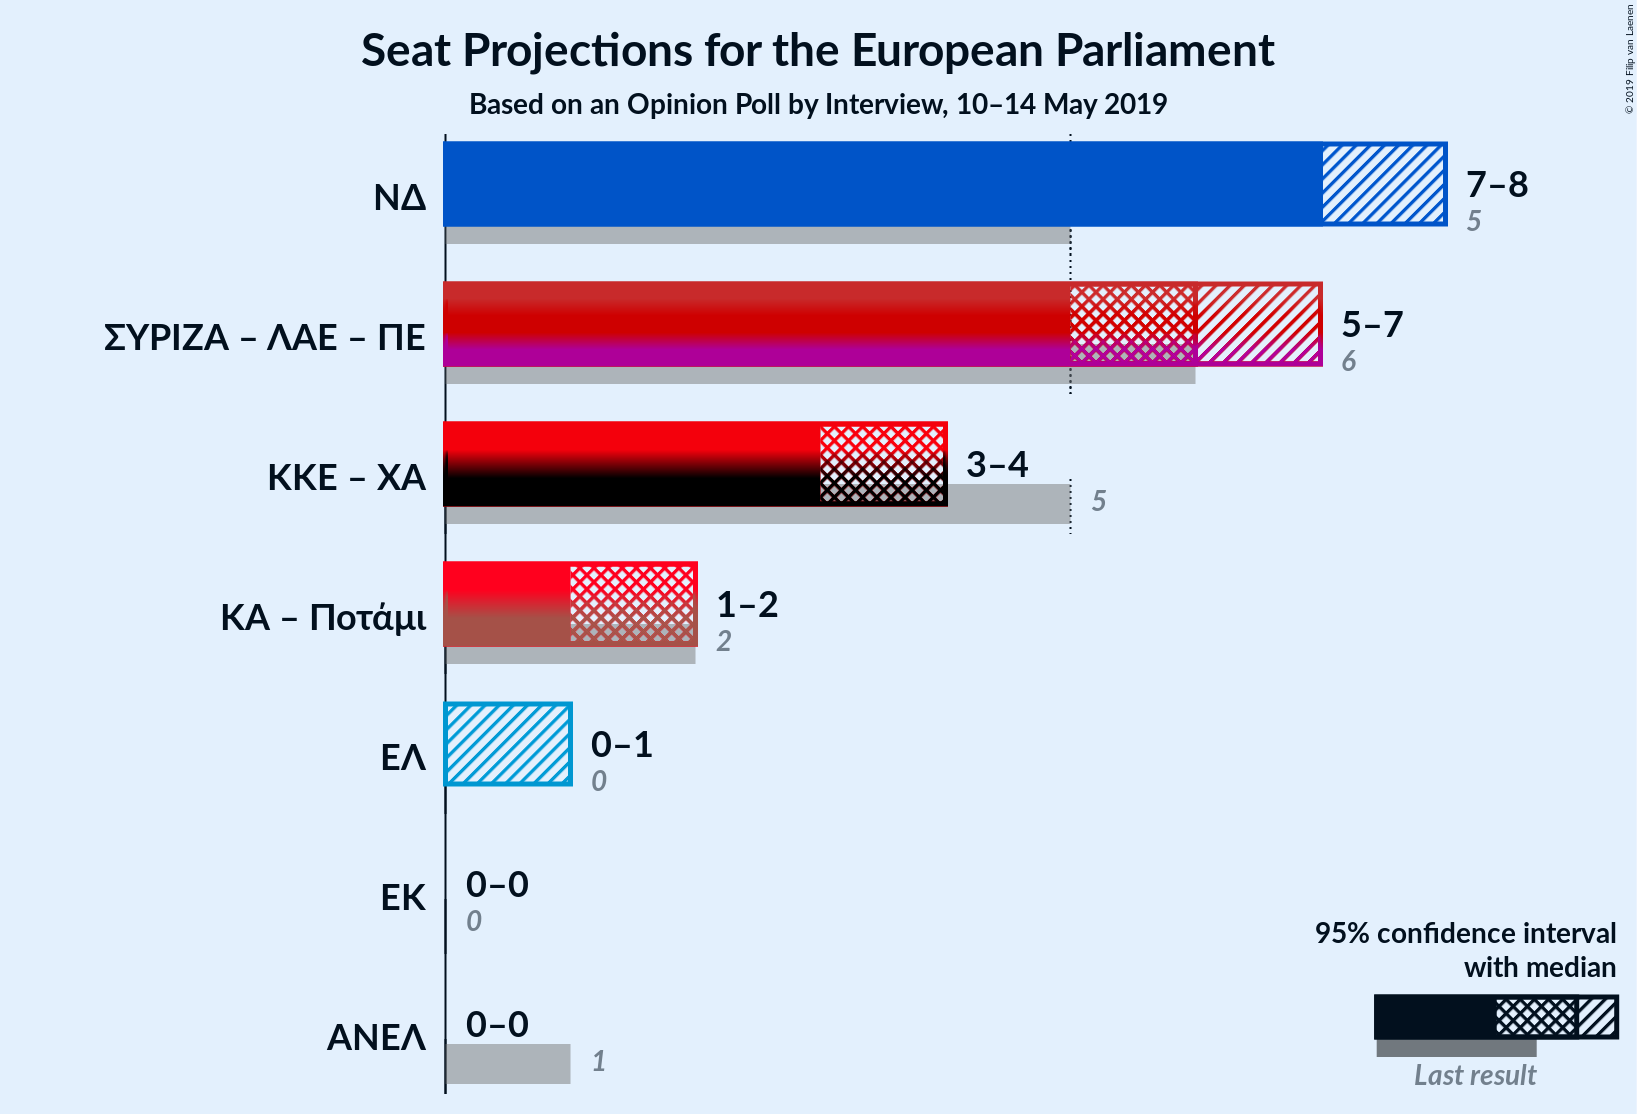 Seat Projections for the European Parliament
Based on an Opinion Poll by Interview, 10–14 May 2019
© 2019 Filip van Laenen
ΝΔ
7–8
5
ΣΥΡΙΖΑ – ΛΑΕ – ΠΕ
5–7
6
ΚΚΕ – ΧΑ
3–4
5
ΚΑ – Ποτάμι
1–2
2
ΕΛ
0–1
0
ΕΚ
0–0
0
ΑΝΕΛ
0–0
1
95% confidence interval
with median
Last result